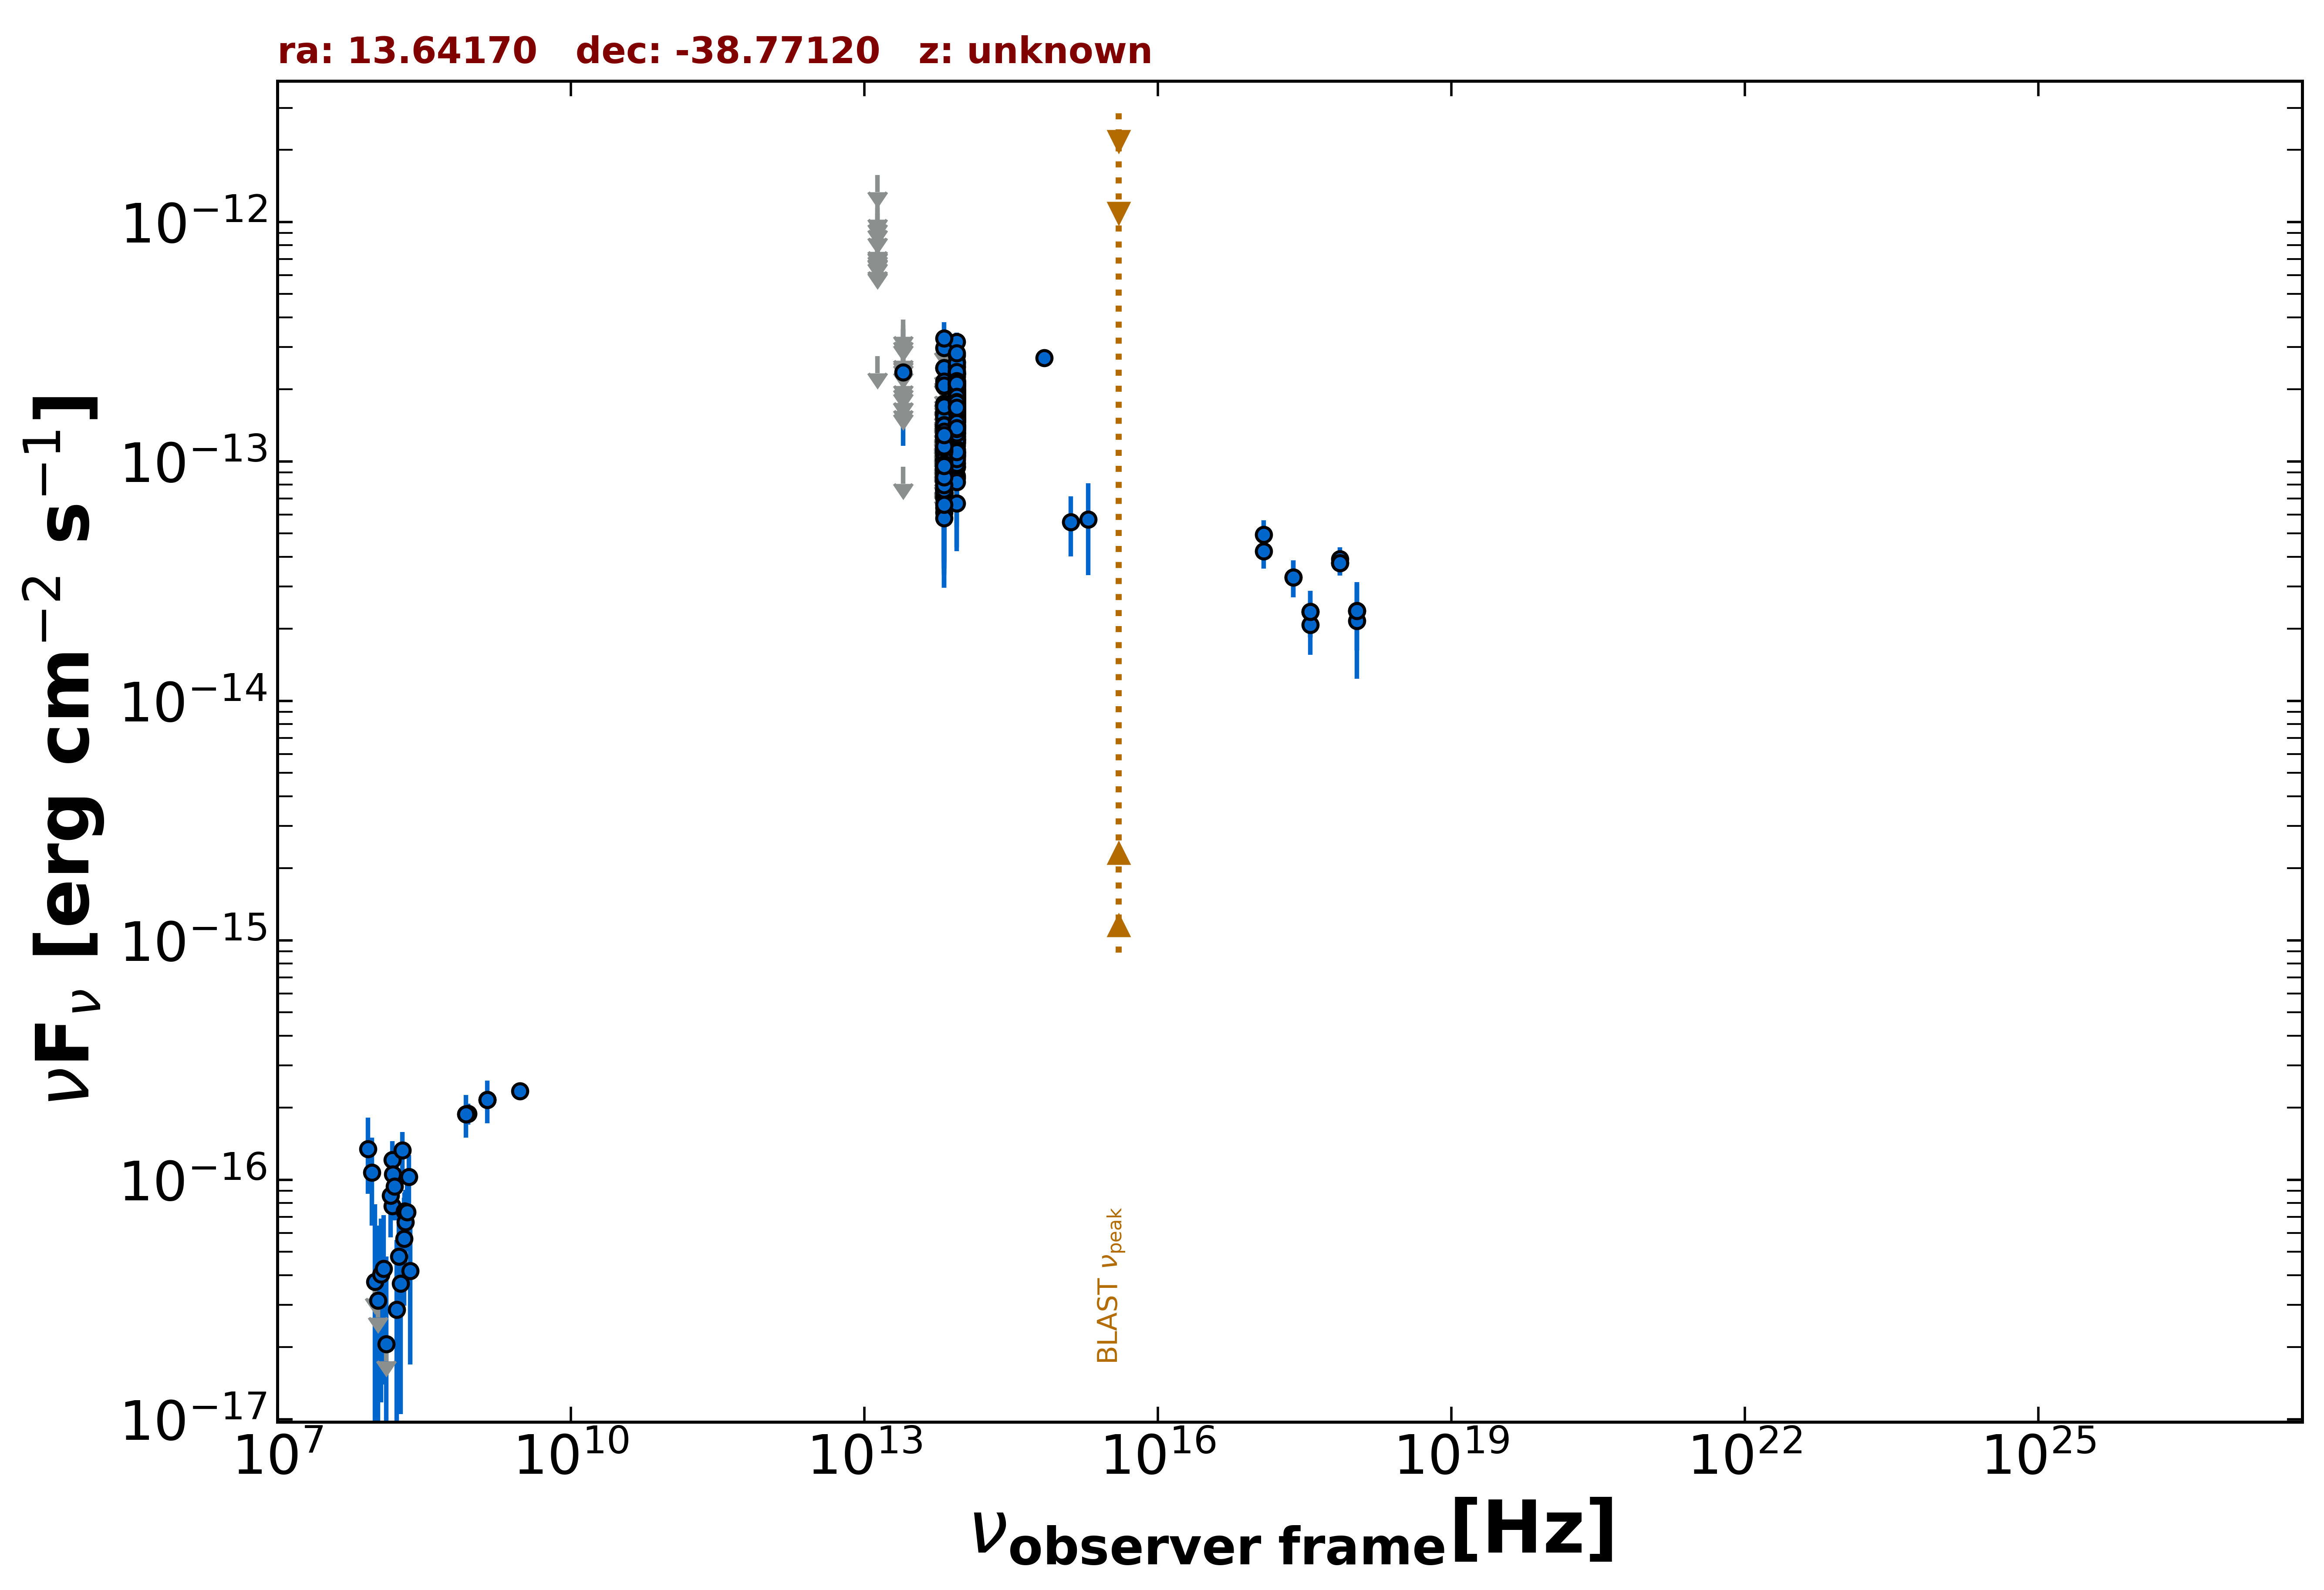 ra: 13.64170   dec: -38.77120   z: unknown
νFν [erg cm−2 s−1]
10−12
10−13
10−14
10−15
10−16
10−17
BLAST νpeak
107 1010 1013 1016 1019 1022 1025
νobserver frame[Hz]